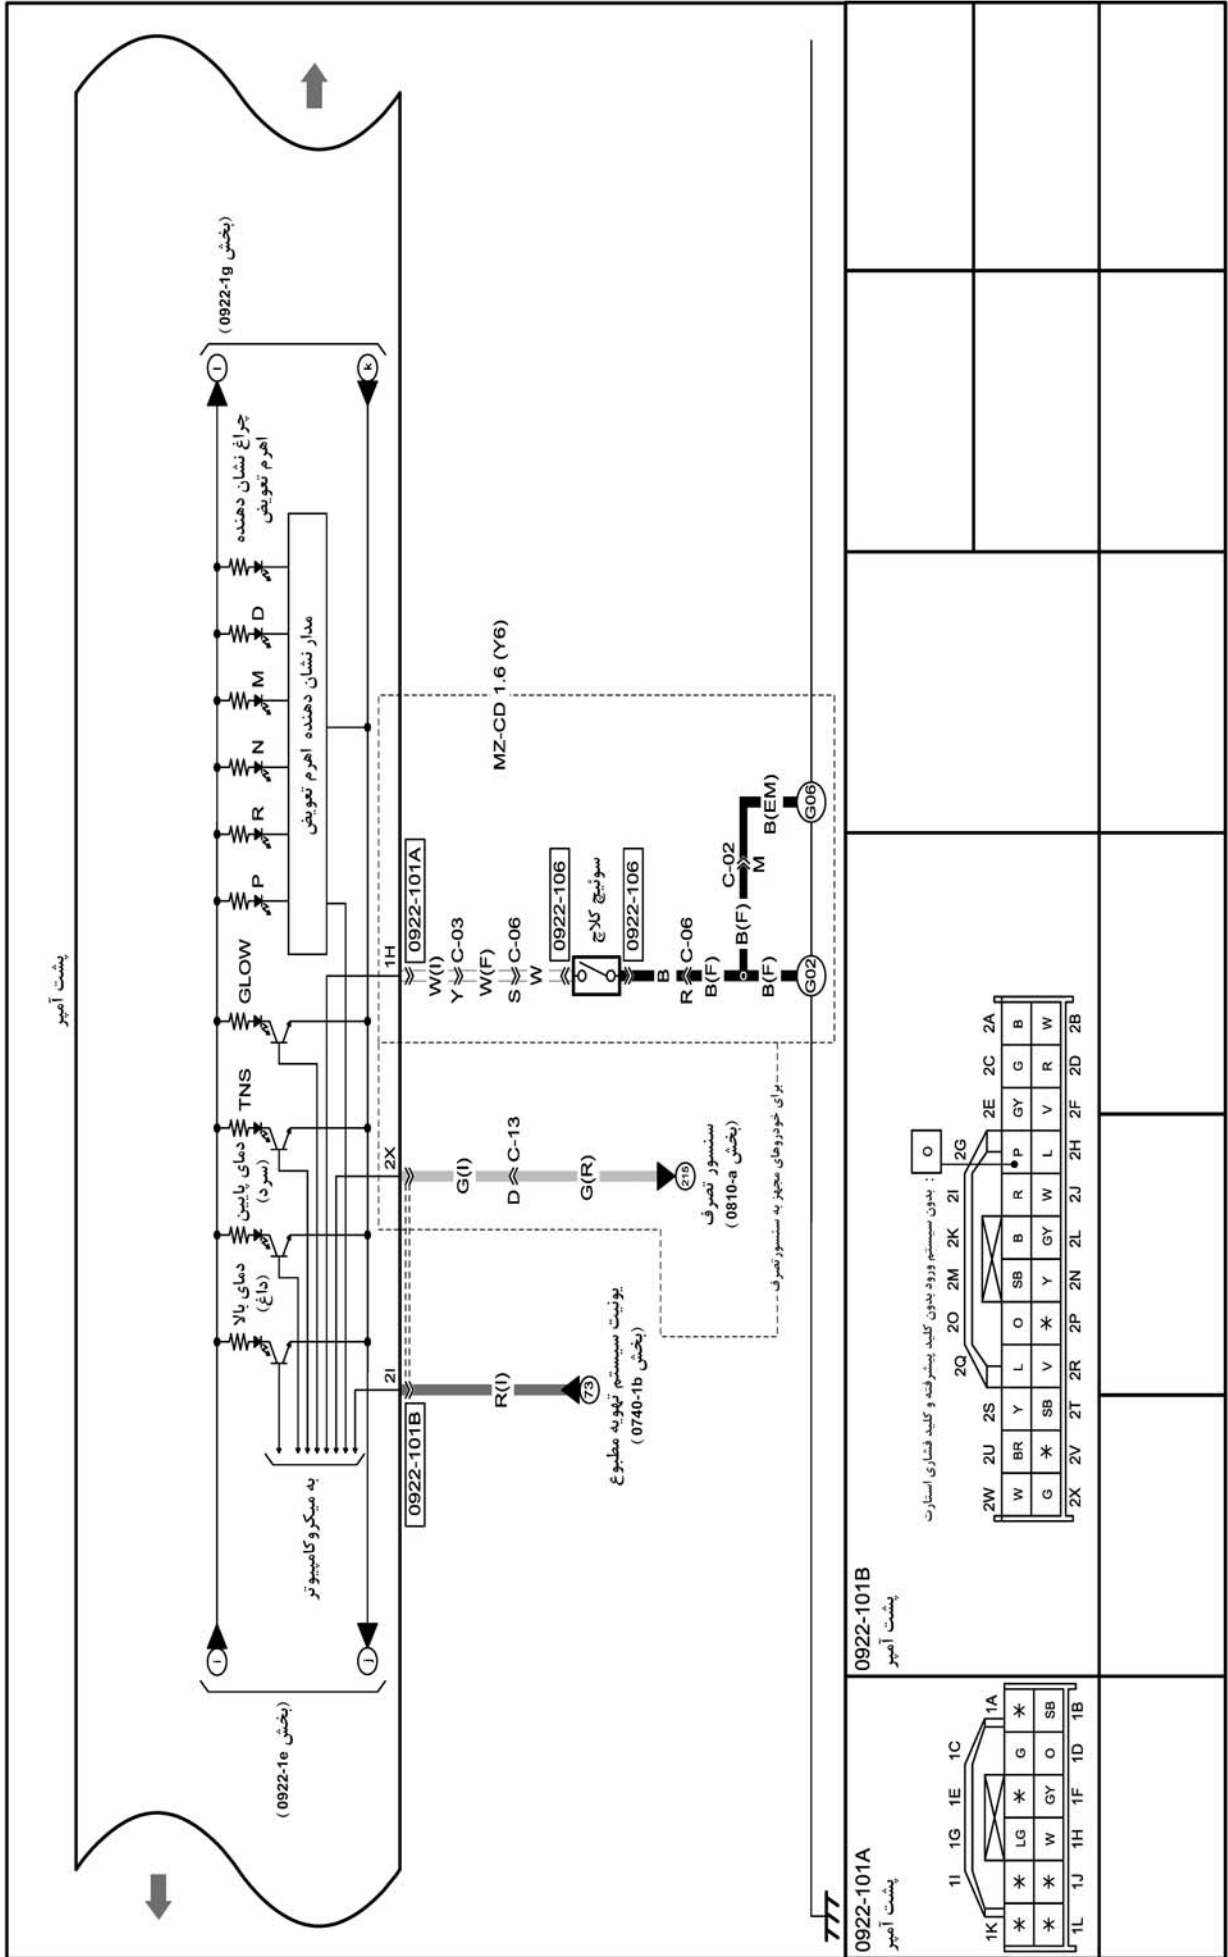 پشت آمپر
(بخش 0922-1e)
i
j
(بخش 0922-1g)
l
k
به میکروکامپیوتر
دمای بالا
(داغ)
دمای پایین
(سرد)
TNS
GLOW
P
R
N
M
D
چراغ نشان دهنده
اهرم تعویض
مدار نشان دهنده اهرم تعویض
2I
2X
1H
0922-101B
0922-101A
R(I)
73
یونیت سیستم تهویه مطبوع
(بخش 0740-1b)
G(I)
D
C-13
G(R)
215
سنسور تصرف
(بخش 0810-a)
برای خودروهای مجهز به سنسور تصرف
MZ-CD 1.6 (Y6)
W(I)
Y
C-03
W(F)
S
C-06
W
0922-106
سوئیچ کلاچ
0922-106
B
R
C-06
B(F)
B(F)
B(F)
C-02
M
B(EM)
G02
G06
0922-101A
پشت آمپر
1K 1I 1G 1E 1C 1A
* * LG * G *
* * W GY O SB
1L 1J 1H 1F 1D 1B
0922-101B
پشت آمپر
O
: بدون سیستم ورود بدون کلید پیشرفته و کلید فشاری استارت
2W 2U 2S 2Q 2O 2M 2K 2I 2G 2E 2C 2A
W BR Y L O SB B R P GY G B
G * SB V * Y GY W L V R W
2X 2V 2T 2R 2P 2N 2L 2J 2H 2F 2D 2B